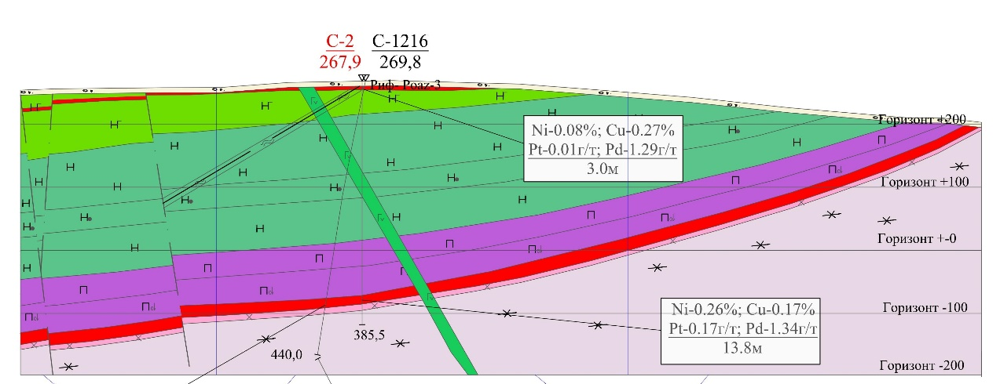 С-2 С-1216
267,9 269,8
Риф- Роаz-3
Горизонт +200
Ni-0.08%; Cu-0.27%
Pt-0.01г/т; Pd-1.29г/т
3.0м
Горизонт +100
Горизонт +-0
Горизонт -100
Ni-0.26%; Cu-0.17%
Pt-0.17г/т; Pd-1.34г/т
13.8м
385,5
440,0
Горизонт -200